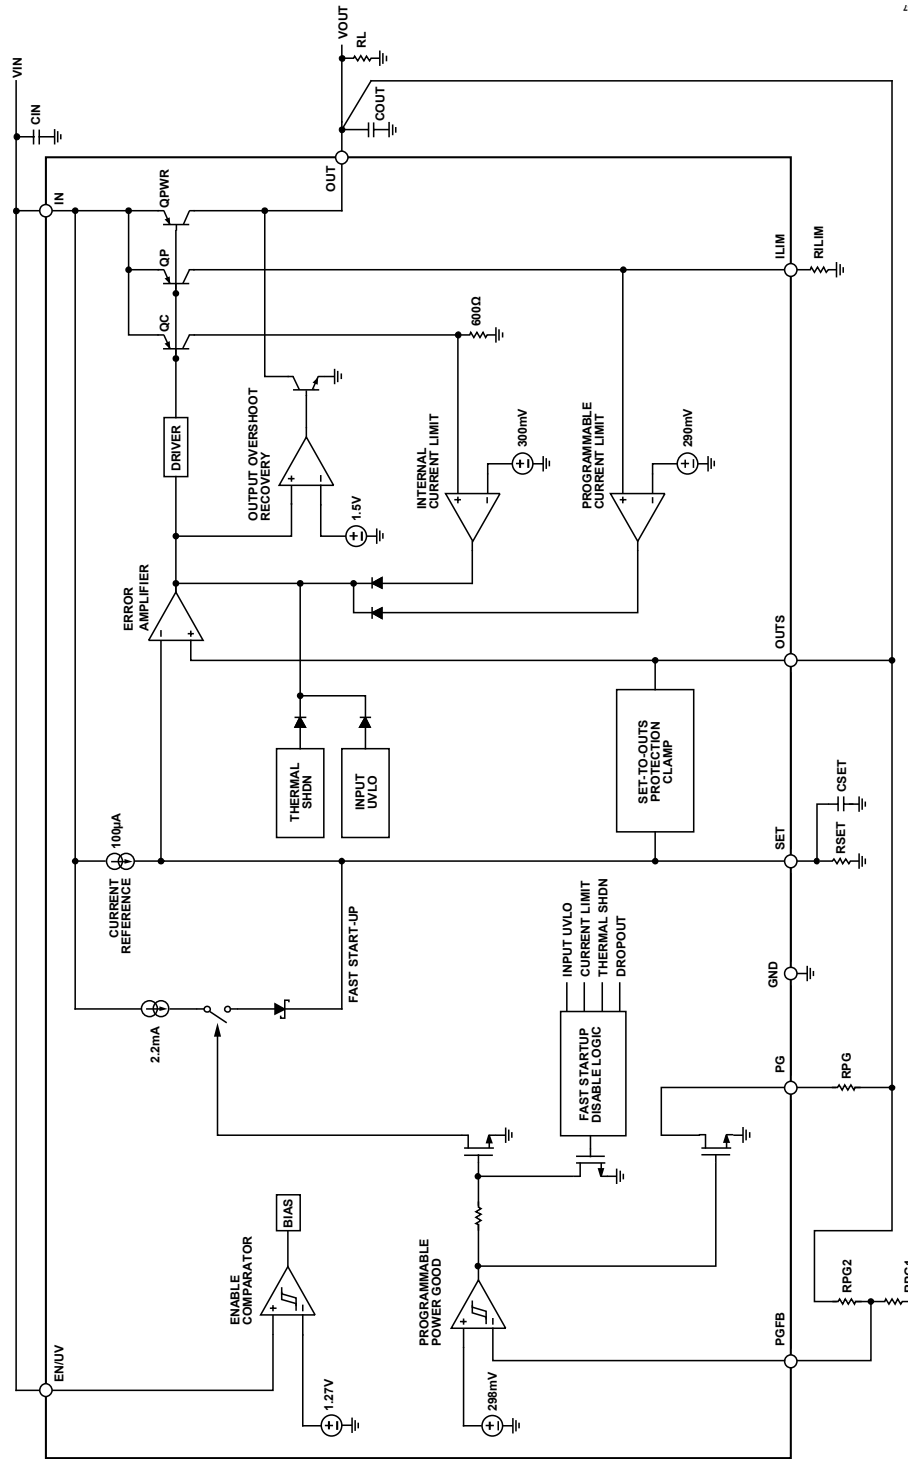 VIN
CIN
EN/UV
IN
2.2mA
CURRENT
REFERENCE
100µA
ERROR
AMPLIFIER
DRIVER
QC
QP
QPWR
ENABLE
COMPARATOR
BIAS
1.27V
FAST START-UP
THERMAL
SHDN
INPUT
UVLO
OUTPUT OVERSHOOT
RECOVERY
1.5V
OUT
VOUT
COUT
RL
PROGRAMMABLE
POWER GOOD
298mV
INTERNAL
CURRENT LIMIT
300mV
600Ω
FAST STARTUP
DISABLE LOGIC
INPUT UVLO
CURRENT LIMIT
THERMAL SHDN
DROPOUT
SET-TO-OUTS
PROTECTION
CLAMP
PROGRAMMABLE
CURRENT LIMIT
290mV
PGFB
PG
GND
SET
OUTS
ILIM
RPG2
RPG
RSET
CSET
RILIM